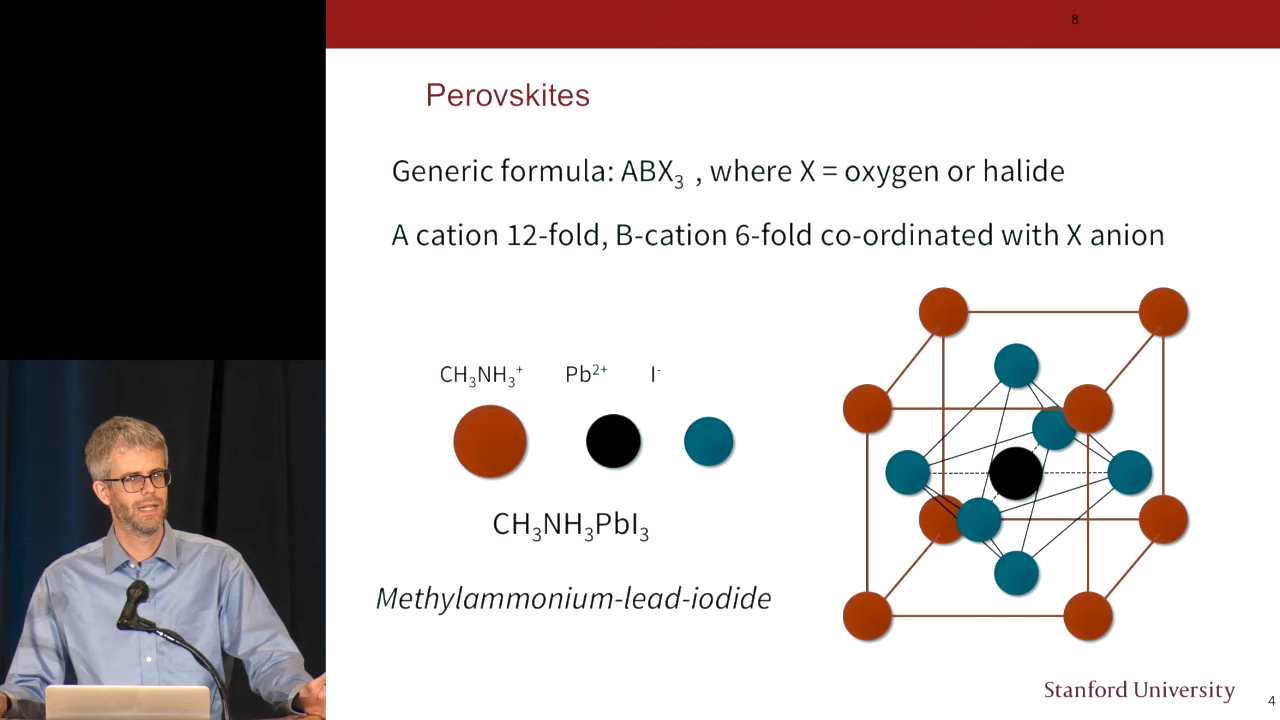 8
Perovskites
Generic formula: ABX₃ , where X = oxygen or halide
A cation 12-fold, B-cation 6-fold co-ordinated with X anion
CH₃NH₃⁺ Pb²⁺ I⁻
CH₃NH₃PbI₃
Methylammonium-lead-iodide
Stanford University
4